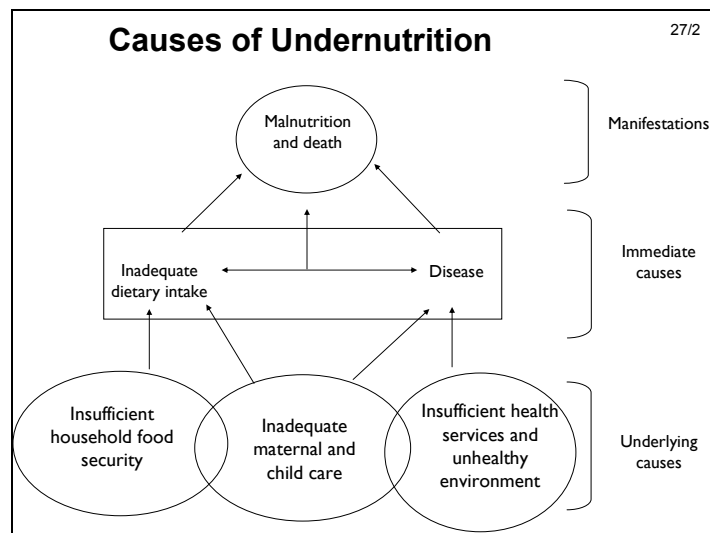 Causes of Undernutrition
27/2
Malnutrition
and death
Manifestations
Inadequate
dietary intake
Disease
Immediate
causes
Insufficient
household food
security
Inadequate
maternal and
child care
Insufficient health
services and
unhealthy
environment
Underlying
causes